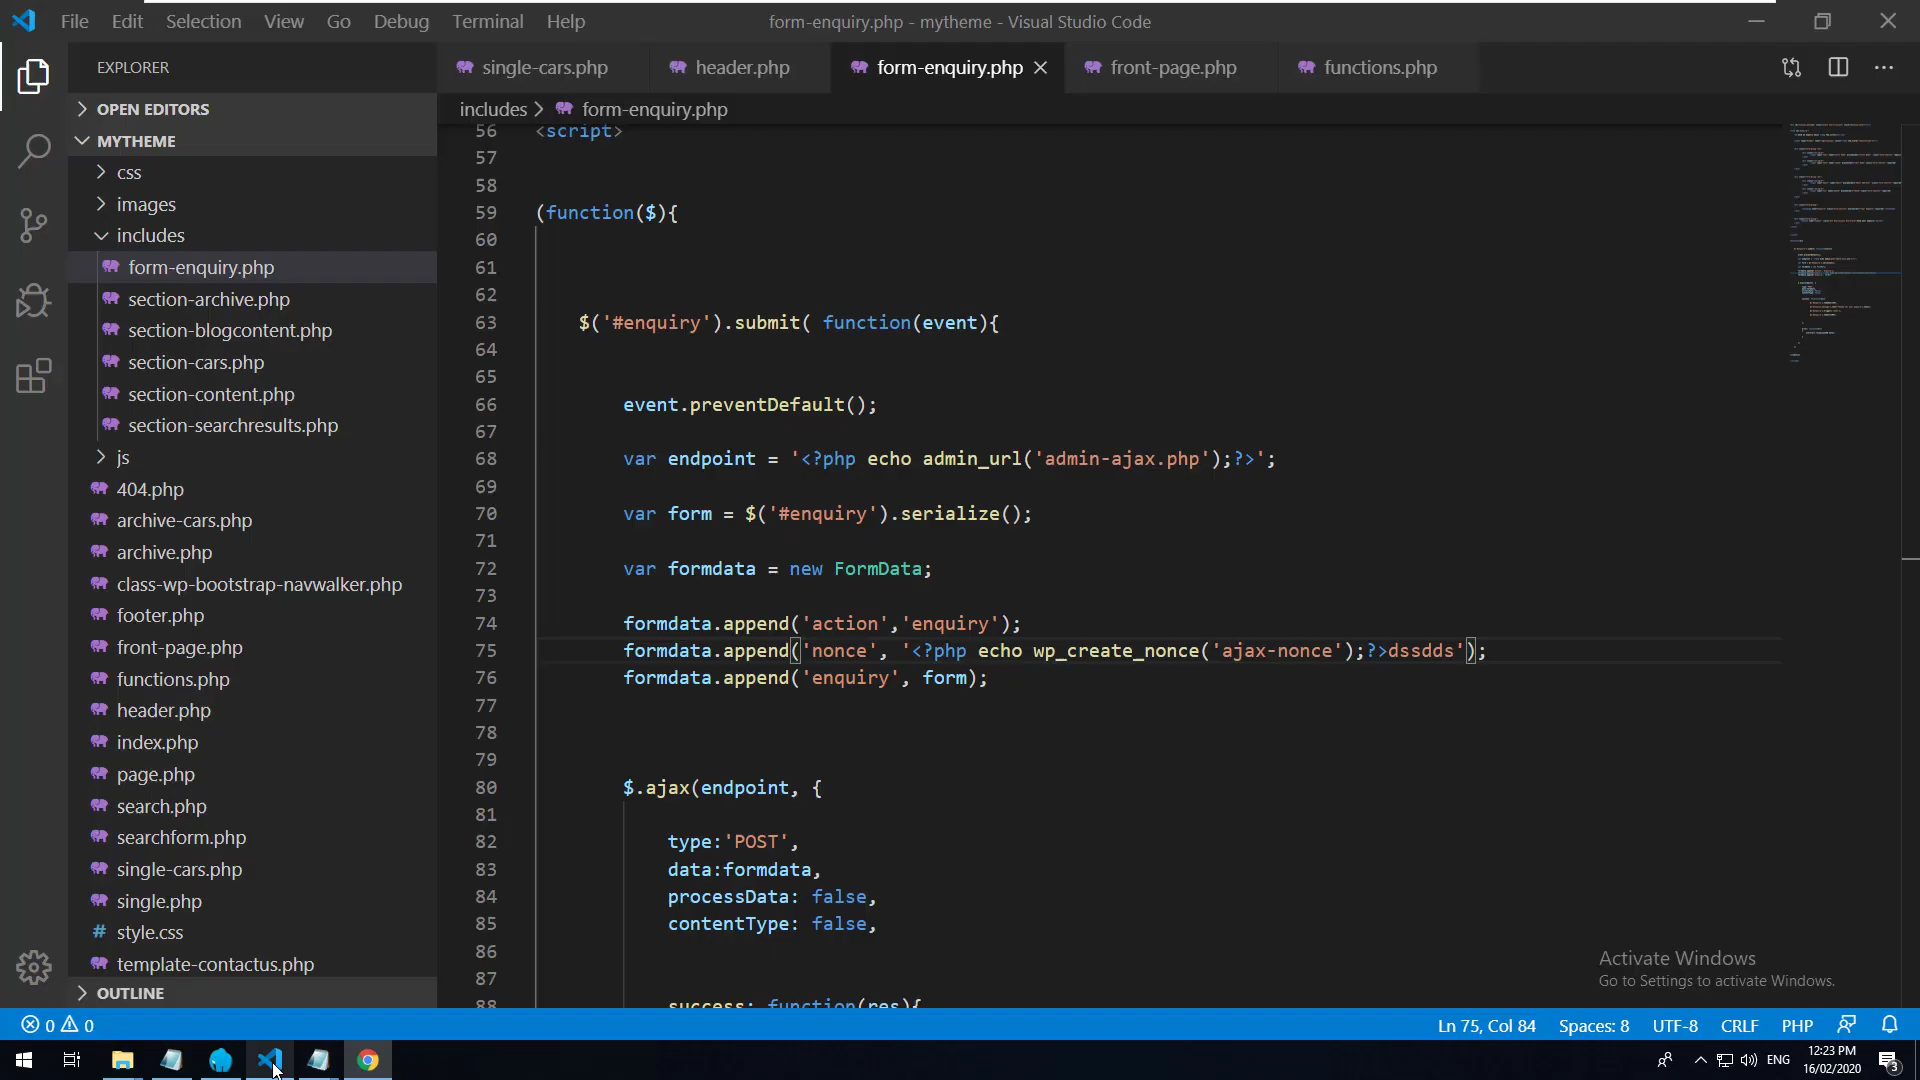 File Edit Selection View Go Debug Terminal Help
form-enquiry.php - mytheme - Visual Studio Code
EXPLORER
single-cars.php
header.php
form-enquiry.php
front-page.php
functions.php
OPEN EDITORS
MYTHEME
css
images
includes
form-enquiry.php
section-archive.php
section-blogcontent.php
section-cars.php
section-content.php
section-searchresults.php
js
404.php
archive-cars.php
archive.php
class-wp-bootstrap-navwalker.php
footer.php
front-page.php
functions.php
header.php
index.php
page.php
search.php
searchform.php
single-cars.php
single.php
# style.css
template-contactus.php
OUTLINE
includes > form-enquiry.php
56 <script>
57
58
59 (function($){
60
61
62
63 $('#enquiry').submit( function(event){
64
65
66 event.preventDefault();
67
68 var endpoint = '<?php echo admin_url('admin-ajax.php');?>';
69
70 var form = $('#enquiry').serialize();
71
72 var formdata = new FormData;
73
74 formdata.append('action','enquiry');
75 formdata.append('nonce', '<?php echo wp_create_nonce('ajax-nonce');?>dssdds');
76 formdata.append('enquiry', form);
77
78
79
80 $.ajax(endpoint, {
81
82 type:'POST',
83 data:formdata,
84 processData: false,
85 contentType: false,
86
87
88 success: function(res){
Activate Windows
Go to Settings to activate Windows.
0 0
Ln 75, Col 84
Spaces: 8
UTF-8
CRLF
PHP
ENG
12:23 PM
16/02/2020
3